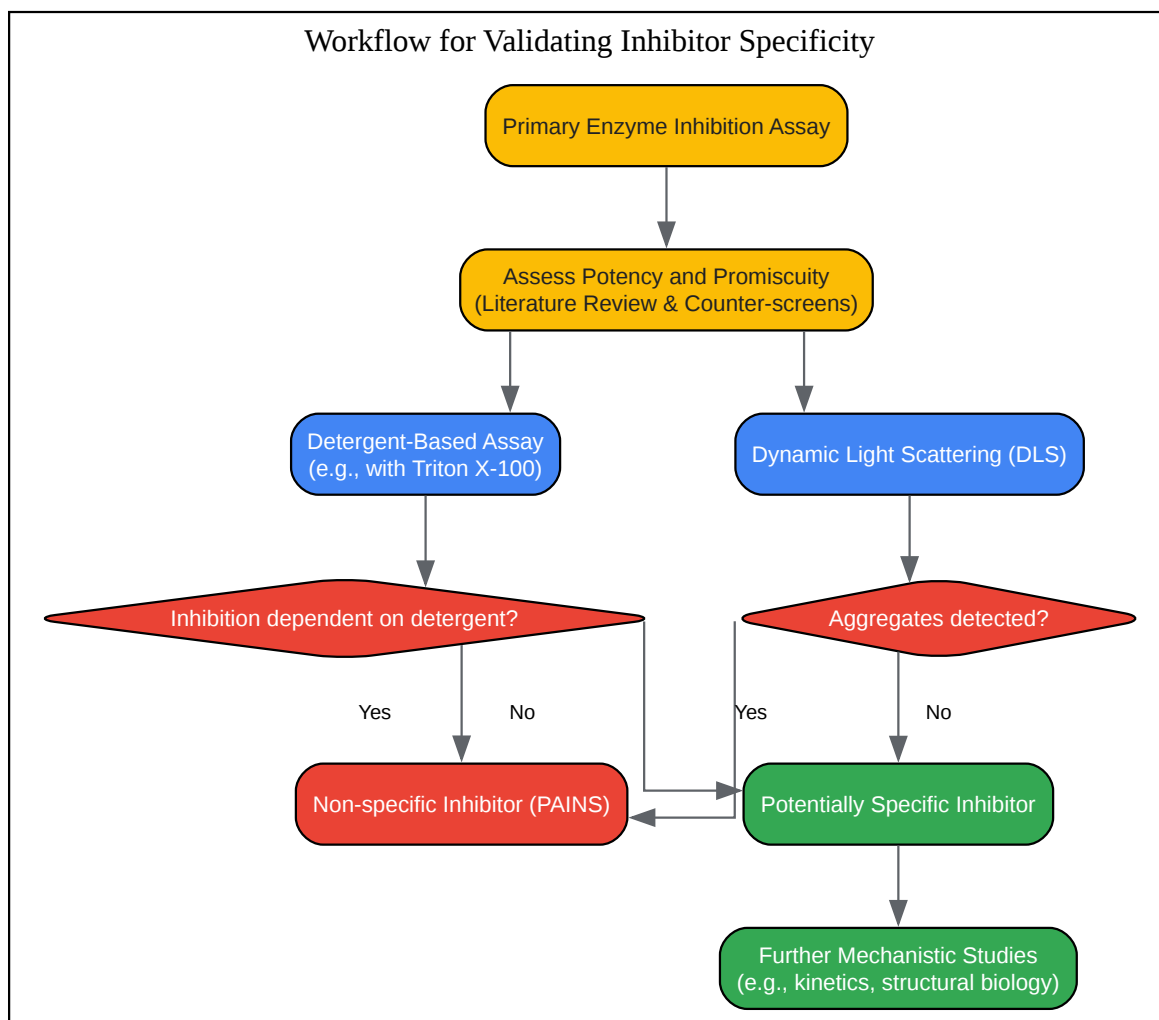 Workflow for Validating Inhibitor Specificity
Primary Enzyme Inhibition Assay
Assess Potency and Promiscuity
(Literature Review & Counter-screens)
Detergent-Based Assay
(e.g., with Triton X-100)
Dynamic Light Scattering (DLS)
Inhibition dependent on detergent?
Aggregates detected?
Yes
No
Yes
No
Non-specific Inhibitor (PAINS)
Potentially Specific Inhibitor
Further Mechanistic Studies
(e.g., kinetics, structural biology)